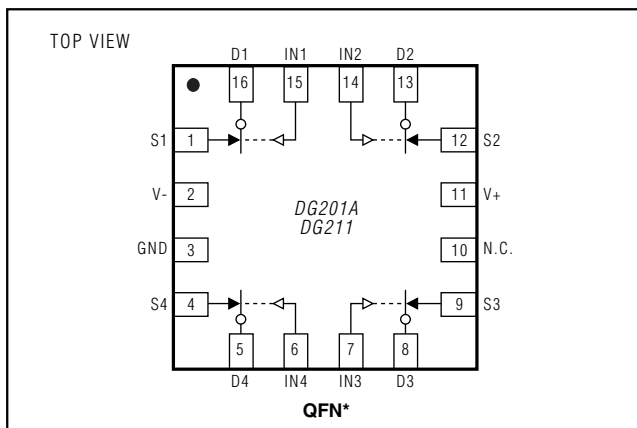 TOP VIEW
D1 IN1 IN2 D2
16 15 14 13
S1 1 12 S2
V- 2 11 V+
DG201A
DG211
GND 3 10 N.C.
S4 4 9 S3
5 6 7 8
D4 IN4 IN3 D3
QFN*